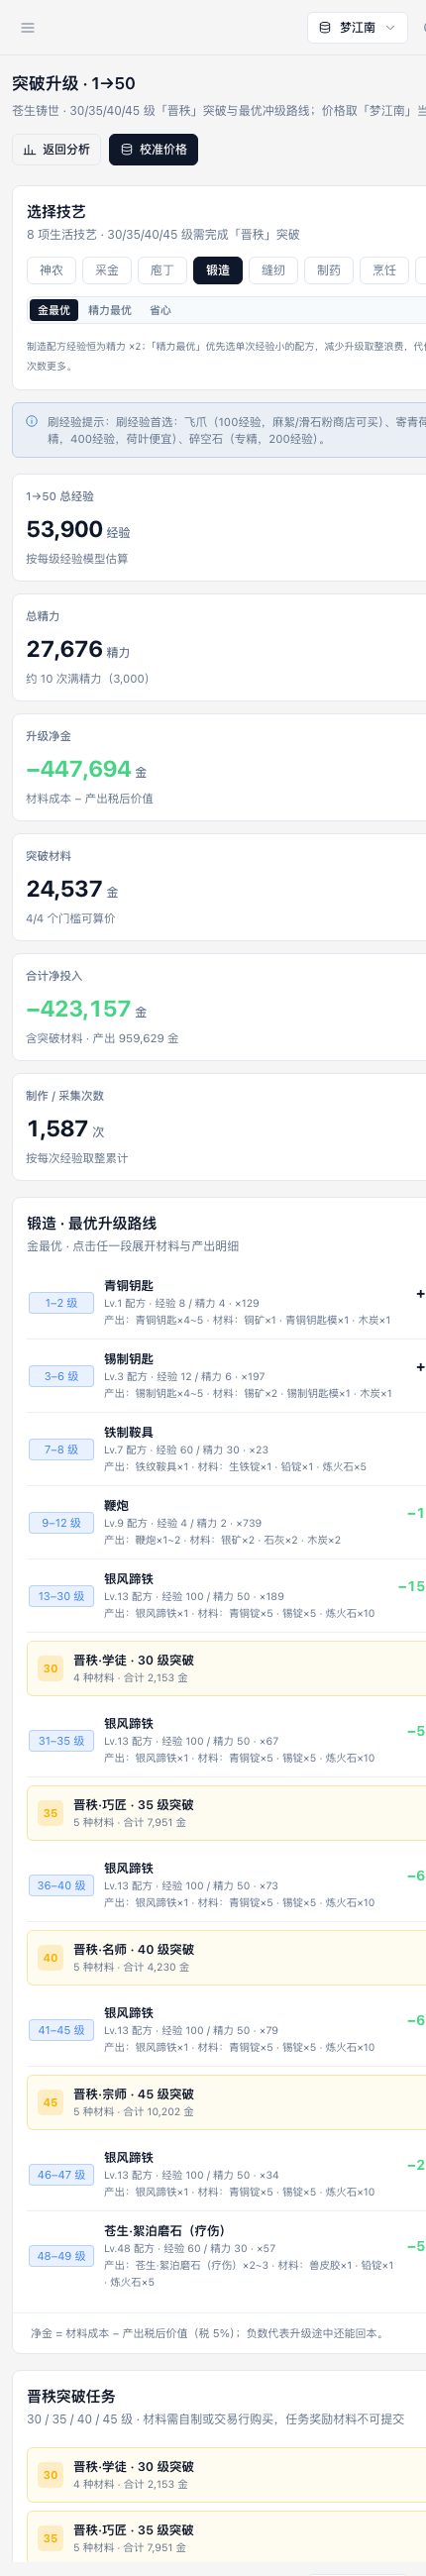 梦江南
突破升级 · 1→50
苍生铸世 · 30/35/40/45 级「晋秩」突破与最优冲级路线；价格取「梦江南」当
返回分析
校准价格
选择技艺
8 项生活技艺 · 30/35/40/45 级需完成「晋秩」突破
神农 采金 庖丁 锻造 缝纫 制药 烹饪
金最优 精力最优 省心
制造配方经验恒为精力 ×2；「精力最优」优先选单次经验小的配方，减少升级取整浪费，代
次数更多。
刷经验提示：刷经验首选：飞爪（100经验，麻絮/滑石粉商店可买）、寄青荷
精，400经验，荷叶便宜）、碎空石（专精，200经验）。
1→50 总经验
53,900 经验
按每级经验模型估算
总精力
27,676 精力
约 10 次满精力（3,000）
升级净金
−447,694 金
材料成本 − 产出税后价值
突破材料
24,537 金
4/4 个门槛可算价
合计净投入
−423,157 金
含突破材料 · 产出 959,629 金
制作 / 采集次数
1,587 次
按每次经验取整累计
锻造 · 最优升级路线
金最优 · 点击任一段展开材料与产出明细
1–2 级
青铜钥匙
Lv.1 配方 · 经验 8 / 精力 4 · ×129
产出：青铜钥匙×4~5 · 材料：铜矿×1 · 青铜钥匙模×1 · 木炭×1
+
3–6 级
锡制钥匙
Lv.3 配方 · 经验 12 / 精力 6 · ×197
产出：锡制钥匙×4~5 · 材料：锡矿×2 · 锡制钥匙模×1 · 木炭×1
+
7–8 级
铁制鞍具
Lv.7 配方 · 经验 60 / 精力 30 · ×23
产出：铁纹鞍具×1 · 材料：生铁锭×1 · 铅锭×1 · 炼火石×5
9–12 级
鞭炮
Lv.9 配方 · 经验 4 / 精力 2 · ×739
产出：鞭炮×1~2 · 材料：银矿×2 · 石灰×2 · 木炭×2
−1
13–30 级
银风蹄铁
Lv.13 配方 · 经验 100 / 精力 50 · ×189
产出：银风蹄铁×1 · 材料：青铜锭×5 · 锡锭×5 · 炼火石×10
−15
30
晋秩·学徒 · 30 级突破
4 种材料 · 合计 2,153 金
31–35 级
银风蹄铁
Lv.13 配方 · 经验 100 / 精力 50 · ×67
产出：银风蹄铁×1 · 材料：青铜锭×5 · 锡锭×5 · 炼火石×10
−5
35
晋秩·巧匠 · 35 级突破
5 种材料 · 合计 7,951 金
36–40 级
银风蹄铁
Lv.13 配方 · 经验 100 / 精力 50 · ×73
产出：银风蹄铁×1 · 材料：青铜锭×5 · 锡锭×5 · 炼火石×10
−6
40
晋秩·名师 · 40 级突破
5 种材料 · 合计 4,230 金
41–45 级
银风蹄铁
Lv.13 配方 · 经验 100 / 精力 50 · ×79
产出：银风蹄铁×1 · 材料：青铜锭×5 · 锡锭×5 · 炼火石×10
−6
45
晋秩·宗师 · 45 级突破
5 种材料 · 合计 10,202 金
46–47 级
银风蹄铁
Lv.13 配方 · 经验 100 / 精力 50 · ×34
产出：银风蹄铁×1 · 材料：青铜锭×5 · 锡锭×5 · 炼火石×10
−2
48–49 级
苍生·絮泊磨石（疗伤）
Lv.48 配方 · 经验 60 / 精力 30 · ×57
产出：苍生·絮泊磨石（疗伤）×2~3 · 材料：兽皮胶×1 · 铅锭×1
· 炼火石×5
−5
净金 = 材料成本 − 产出税后价值（税 5%）；负数代表升级途中还能回本。
晋秩突破任务
30 / 35 / 40 / 45 级 · 材料需自制或交易行购买，任务奖励材料不可提交
30
晋秩·学徒 · 30 级突破
4 种材料 · 合计 2,153 金
35
晋秩·巧匠 · 35 级突破
5 种材料 · 合计 7,951 金